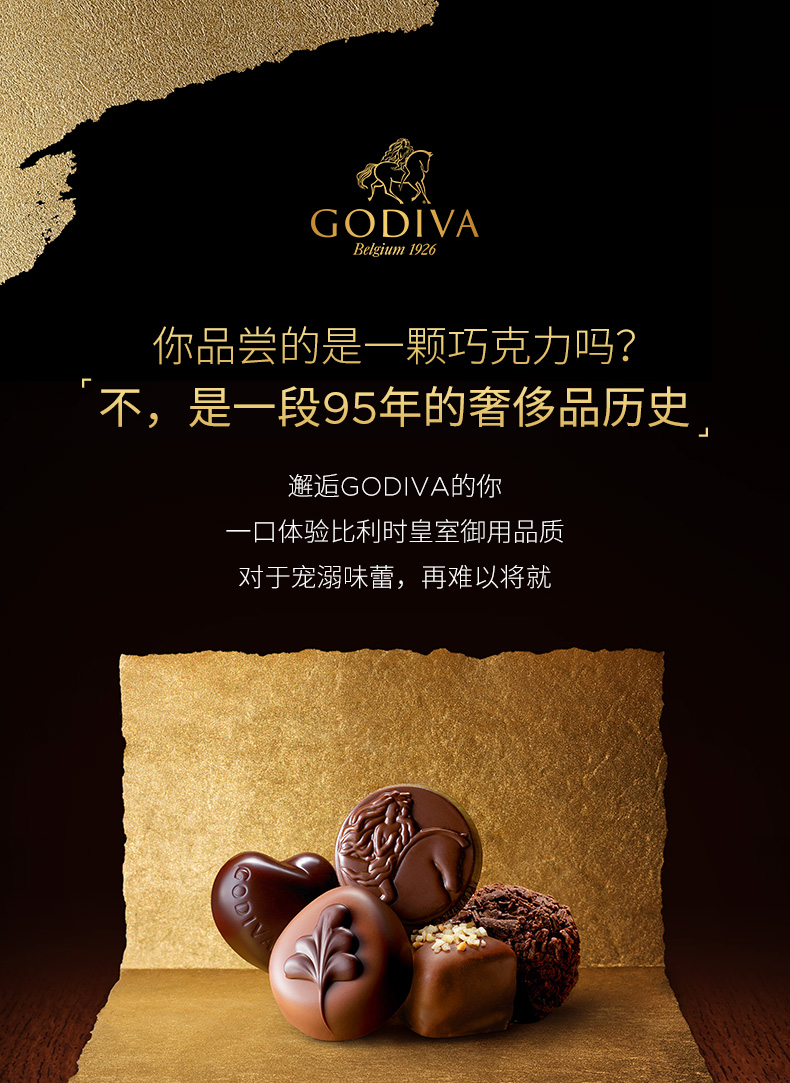 GODIVA
Belgium 1926
你品尝的是一颗巧克力吗？
「不，是一段95年的奢侈品历史」
邂逅GODIVA的你
一口体验比利时皇室御用品质
对于宠溺味蕾，再难以将就
GODIVA